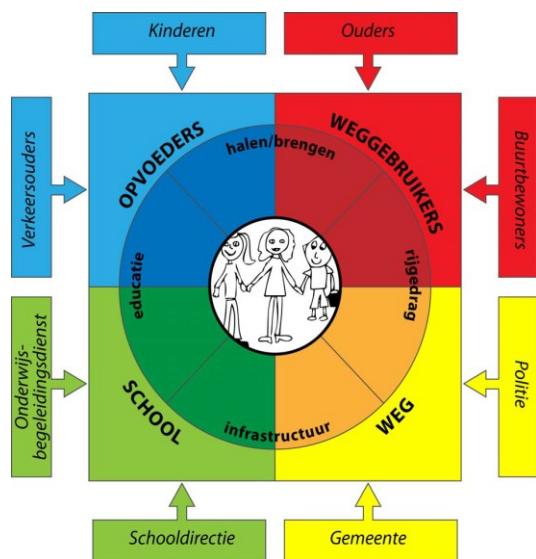 Kinderen
Ouders
OPVOEDERS
WEGGEBRUIKERS
halen/brengen
Verkeersouders
Buurtbewoners
educatie
rijgedrag
Onderwijs-
begeleidingsdienst
Politie
SCHOOL
WEG
infrastructuur
Schooldirectie
Gemeente